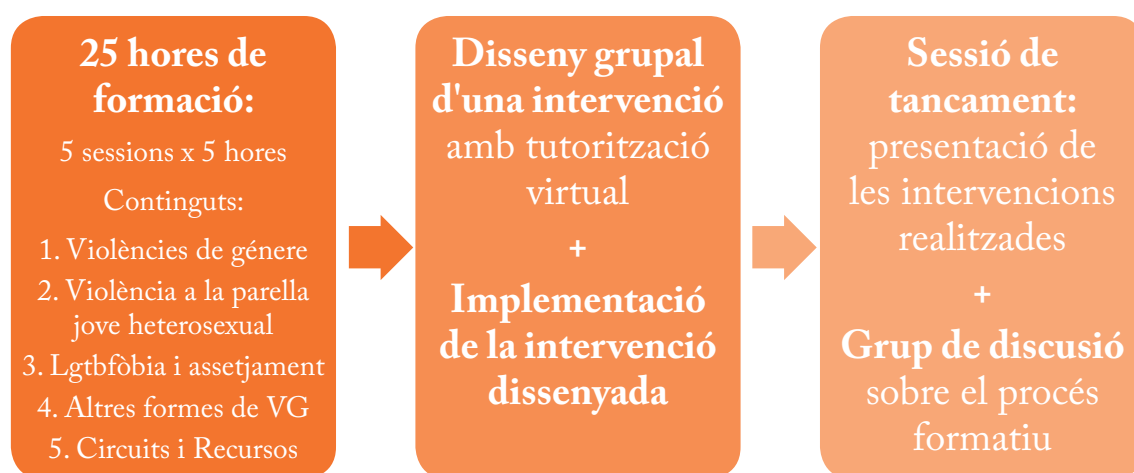 25 hores de
formació:
5 sessions x 5 hores
Continguts:
1. Violències de génere
2. Violència a la parella
jove heterosexual
3. Lgtbfòbia i assetjament
4. Altres formes de VG
5. Circuits i Recursos
Disseny grupal
d'una intervenció
amb tutorització
virtual
+
Implementació
de la intervenció
dissenyada
Sessió de
tancament:
presentació de
les intervencions
realitzades
+
Grup de discusió
sobre el procés
formatiu